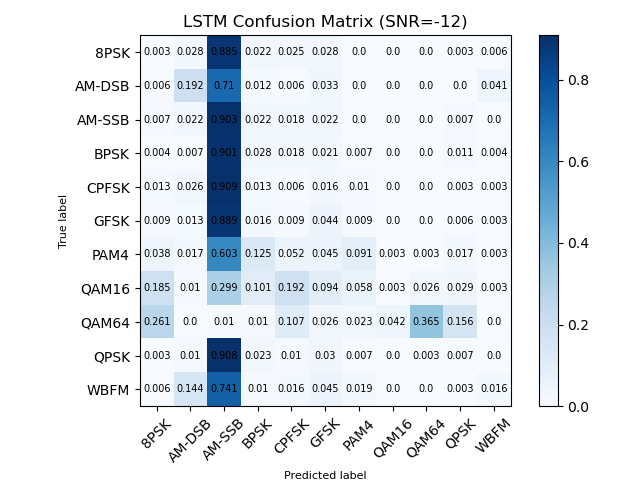 LSTM Confusion Matrix (SNR=-12)
8PSK 0.003 0.028 0.885 0.022 0.025 0.028 0.0 0.0 0.0 0.003 0.006
AM-DSB 0.006 0.192 0.71 0.012 0.006 0.033 0.0 0.0 0.0 0.0 0.041
AM-SSB 0.007 0.022 0.903 0.022 0.018 0.022 0.0 0.0 0.0 0.007 0.0
BPSK 0.004 0.007 0.901 0.028 0.018 0.021 0.007 0.0 0.0 0.011 0.004
CPFSK 0.013 0.026 0.909 0.013 0.006 0.016 0.01 0.0 0.0 0.003 0.003
GFSK 0.009 0.013 0.889 0.016 0.009 0.044 0.009 0.0 0.0 0.006 0.003
PAM4 0.038 0.017 0.603 0.125 0.052 0.045 0.091 0.003 0.003 0.017 0.003
QAM16 0.185 0.01 0.299 0.101 0.192 0.094 0.058 0.003 0.026 0.029 0.003
QAM64 0.261 0.0 0.01 0.01 0.107 0.026 0.023 0.042 0.365 0.156 0.0
QPSK 0.003 0.01 0.908 0.023 0.01 0.03 0.007 0.0 0.003 0.007 0.0
WBFM 0.006 0.144 0.741 0.01 0.016 0.045 0.019 0.0 0.0 0.003 0.016
8PSK AM-DSB AM-SSB BPSK CPFSK GFSK PAM4 QAM16 QAM64 QPSK WBFM
True label
Predicted label
0.8
0.6
0.4
0.2
0.0